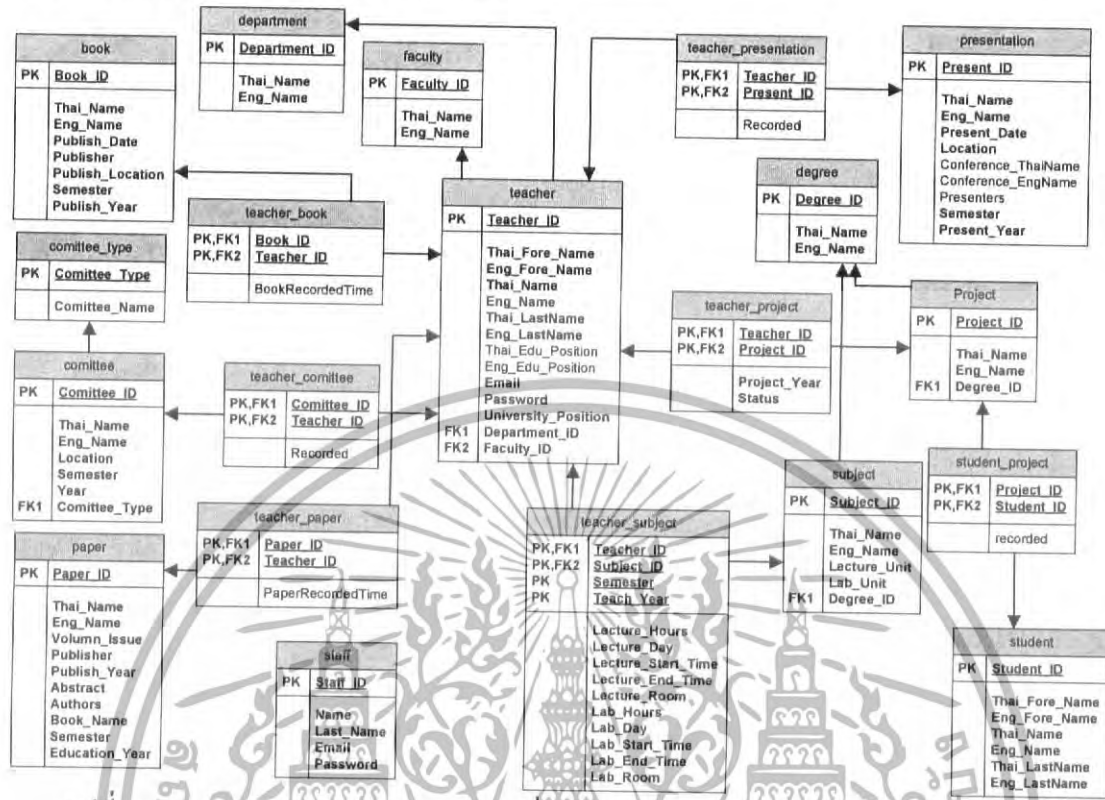 book
PK Book_ID
Thai_Name
Eng_Name
Publish_Date
Publisher
Publish_Location
Semester
Publish_Year
department
PK Department_ID
Thai_Name
Eng_Name
faculty
PK Faculty_ID
Thai_Name
Eng_Name
teacher_presentation
PK,FK1 Teacher_ID
PK,FK2 Present_ID
Recorded
presentation
PK Present_ID
Thai_Name
Eng_Name
Present_Date
Location
Conference_ThaiName
Conference_EngName
Presenters
Semester
Present_Year
teacher_book
PK,FK1 Book_ID
PK,FK2 Teacher_ID
BookRecordedTime
teacher
PK Teacher_ID
Thai_Fore_Name
Eng_Fore_Name
Thai_Name
Eng_Name
Thai_LastName
Eng_LastName
Thai_Edu_Position
Eng_Edu_Position
Email
Password
University_Position
FK1 Department_ID
FK2 Faculty_ID
degree
PK Degree_ID
Thai_Name
Eng_Name
comittee_type
PK Comittee_Type
Comittee_Name
teacher_project
PK,FK1 Teacher_ID
PK,FK2 Project_ID
Project_Year
Status
Project
PK Project_ID
Thai_Name
Eng_Name
FK1 Degree_ID
comittee
PK Comittee_ID
Thai_Name
Eng_Name
Location
Semester
Year
FK1 Comittee_Type
teacher_comittee
PK,FK1 Comittee_ID
PK,FK2 Teacher_ID
Recorded
subject
PK Subject_ID
Thai_Name
Eng_Name
Lecture_Unit
Lab_Unit
FK1 Degree_ID
student_project
PK,FK1 Project_ID
PK,FK2 Student_ID
recorded
teacher_paper
PK,FK1 Paper_ID
PK,FK2 Teacher_ID
PaperRecordedTime
teacher_subject
PK,FK1 Teacher_ID
PK,FK2 Subject_ID
PK Semester
PK Teach_Year
Lecture_Hours
Lecture_Day
Lecture_Start_Time
Lecture_End_Time
Lecture_Room
Lab_Hours
Lab_Day
Lab_Start_Time
Lab_End_Time
Lab_Room
paper
PK Paper_ID
Thai_Name
Eng_Name
Volumn_Issue
Publisher
Publish_Year
Abstract
Authors
Book_Name
Semester
Education_Year
staff
PK Staff_ID
Name
Last_Name
Email
Password
student
PK Student_ID
Thai_Fore_Name
Eng_Fore_Name
Thai_Name
Eng_Name
Thai_LastName
Eng_LastName